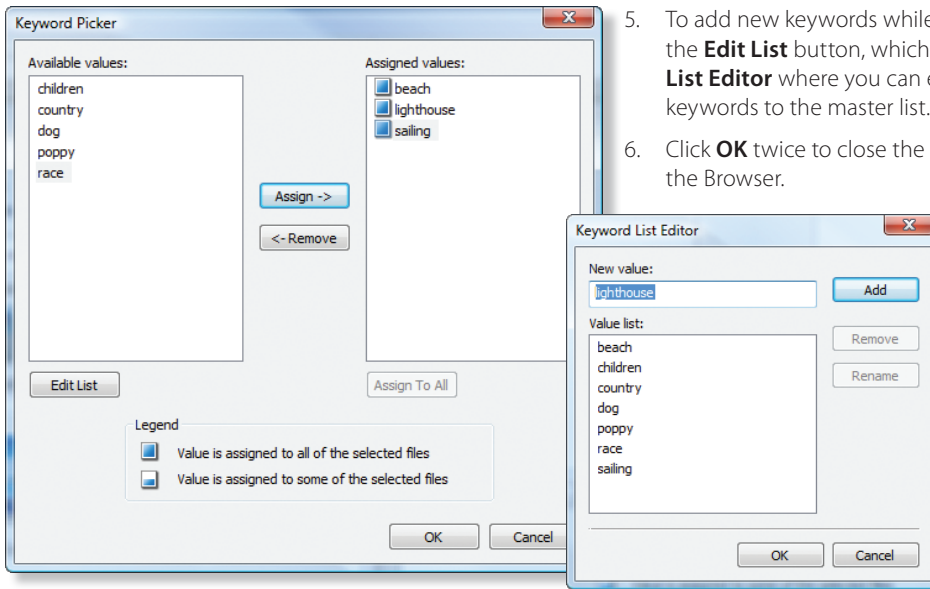 Keyword Picker
Available values:
children
country
dog
poppy
race
Assign ->
<- Remove
Assigned values:
beach
lighthouse
sailing
Edit List
Assign To All
Legend
Value is assigned to all of the selected files
Value is assigned to some of the selected files
OK
Cancel
5. To add new keywords while
the Edit List button, which
List Editor where you can e
keywords to the master list.
6. Click OK twice to close the
the Browser.
Keyword List Editor
New value:
lighthouse
Add
Value list:
beach
children
country
dog
poppy
race
sailing
Remove
Rename
OK
Cancel